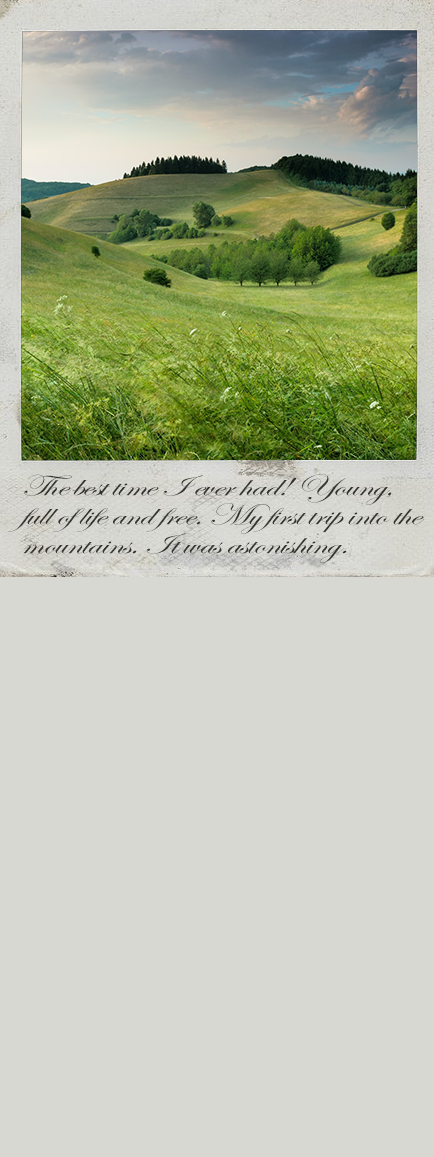 The best time I ever had! Young,
full of life and free. My first trip into the
mountains. It was astonishing.